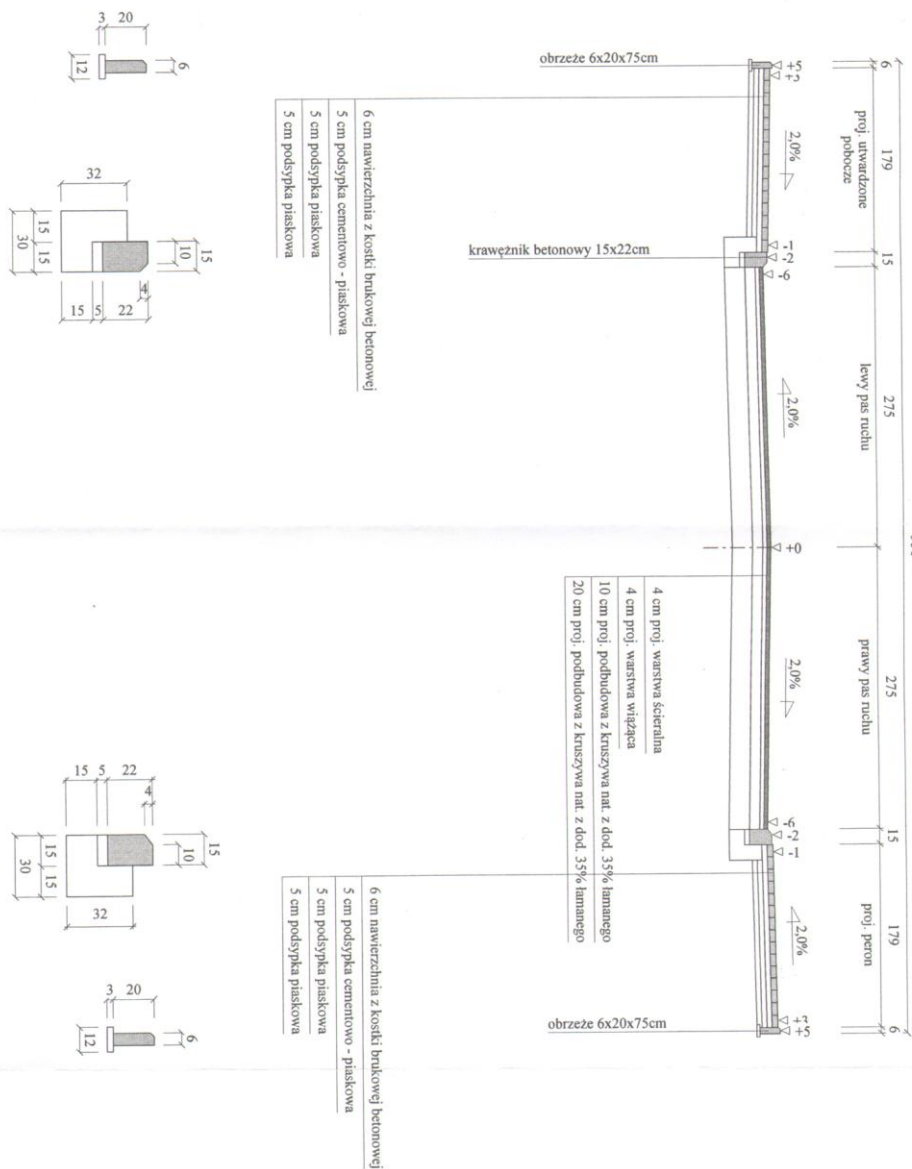 6
179
15
275
275
15
179
6
proj. utwardzone
pobocze
lewy pas ruchu
prawy pas ruchu
proj. peron
+5
+3
2,0%
-1
-2
-6
2,0%
+0
2,0%
-6
-2
-1
2,0%
+3
+5
obrzeże 6x20x75cm
krawężnik betonowy 15x22cm
obrzeże 6x20x75cm
4 cm proj. warstwa ścieralna
4 cm proj. warstwa wiążąca
10 cm proj. podbudowa z kruszywa nat. z dod. 35% łamanego
20 cm proj. podbudowa z kruszywa nat. z dod. 35% łamanego
6 cm nawierzchnia z kostki brukowej betonowej
5 cm podsypka cementowo - piaskowa
5 cm podsypka piaskowa
5 cm podsypka piaskowa
6 cm nawierzchnia z kostki brukowej betonowej
5 cm podsypka cementowo - piaskowa
5 cm podsypka piaskowa
5 cm podsypka piaskowa
3 20
6
12
32
15
10
4
15 5 22
15 15
30
15 5 22
4
15
10
15 15
30
32
3 20
6
12